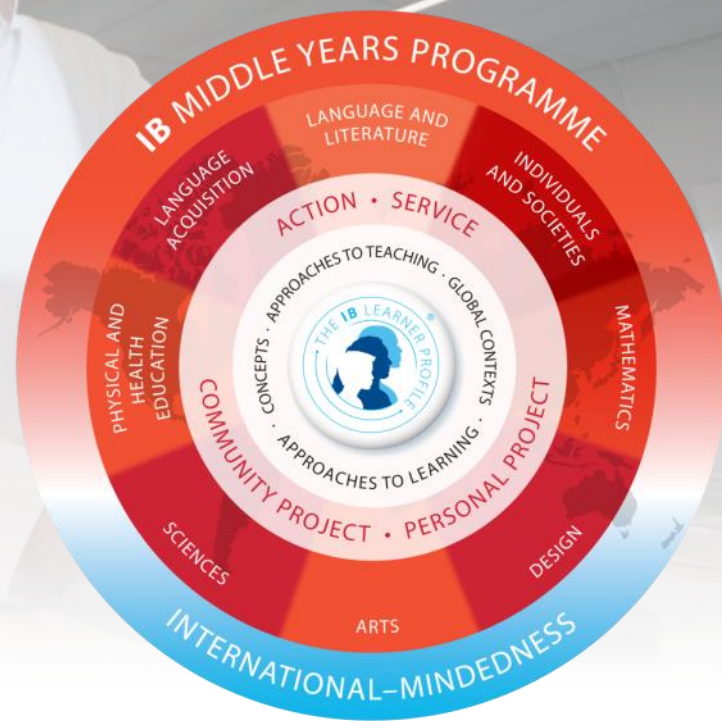 IB MIDDLE YEARS PROGRAMME
LANGUAGE AND
LITERATURE
LANGUAGE
ACQUISITION
INDIVIDUALS
AND SOCIETIES
PHYSICAL AND
HEALTH
EDUCATION
MATHEMATICS
SCIENCES
DESIGN
ARTS
ACTION • SERVICE
COMMUNITY PROJECT • PERSONAL PROJECT
APPROACHES TO TEACHING · GLOBAL CONTEXTS ·
APPROACHES TO LEARNING · CONCEPTS ·
THE IB LEARNER PROFILE®
INTERNATIONAL–MINDEDNESS